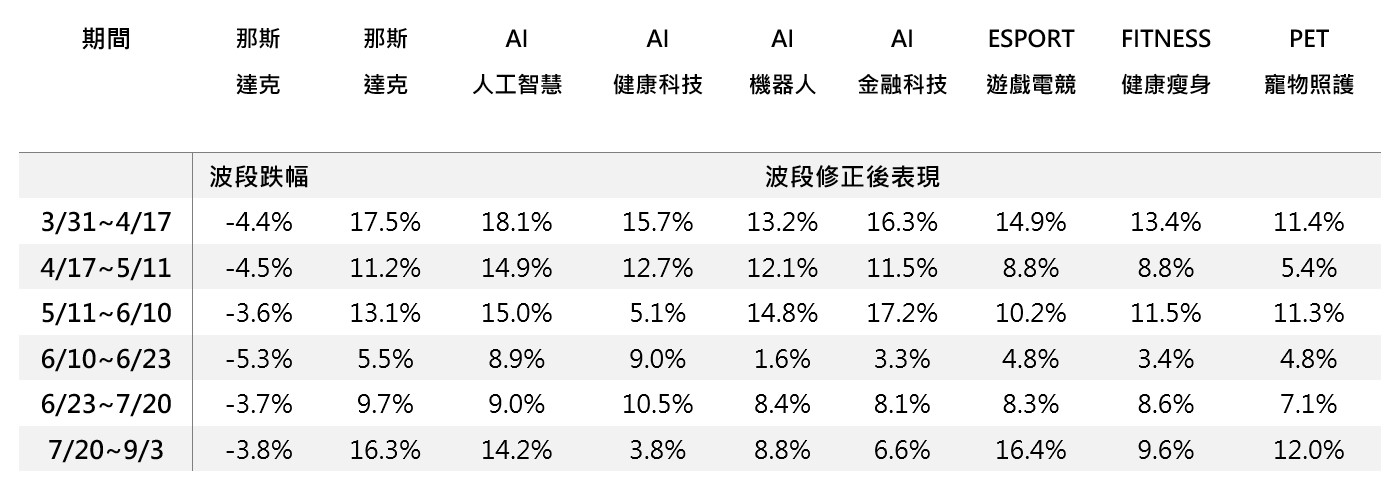 期間 那斯 那斯 AI AI AI AI ESPORT FITNESS PET
達克 達克 人工智慧 健康科技 機器人 金融科技 遊戲電競 健康瘦身 寵物照護
波段跌幅 波段修正後表現
3/31~4/17 -4.4% 17.5% 18.1% 15.7% 13.2% 16.3% 14.9% 13.4% 11.4%
4/17~5/11 -4.5% 11.2% 14.9% 12.7% 12.1% 11.5% 8.8% 8.8% 5.4%
5/11~6/10 -3.6% 13.1% 15.0% 5.1% 14.8% 17.2% 10.2% 11.5% 11.3%
6/10~6/23 -5.3% 5.5% 8.9% 9.0% 1.6% 3.3% 4.8% 3.4% 4.8%
6/23~7/20 -3.7% 9.7% 9.0% 10.5% 8.4% 8.1% 8.3% 8.6% 7.1%
7/20~9/3 -3.8% 16.3% 14.2% 3.8% 8.8% 6.6% 16.4% 9.6% 12.0%